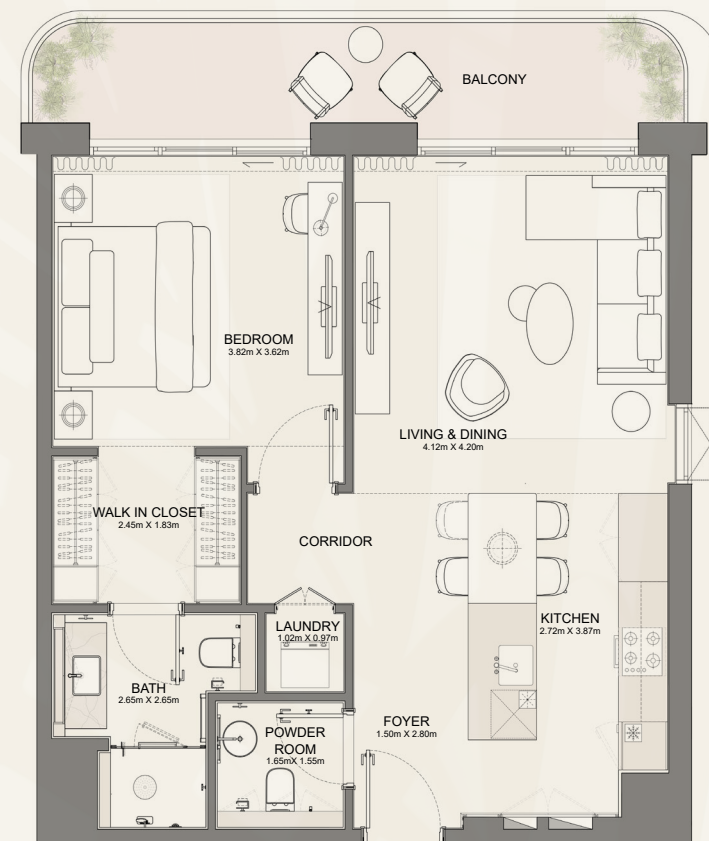 BALCONY
BEDROOM
3.82m X 3.62m
LIVING & DINING
4.12m X 4.20m
WALK IN CLOSET
2.45m X 1.83m
CORRIDOR
LAUNDRY
1.02m X 0.97m
KITCHEN
2.72m X 3.87m
BATH
2.65m X 2.65m
FOYER
1.50m X 2.80m
POWDER
ROOM
1.65mX 1.55m